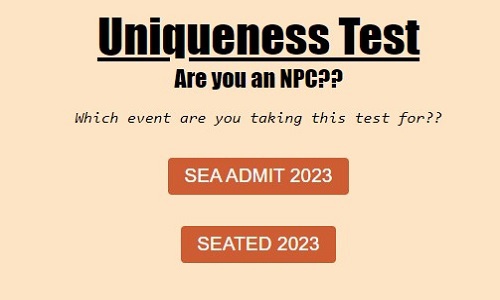 Uniqueness Test
Are you an NPC??
Which event are you taking this test for??
SEA ADMIT 2023
SEATED 2023